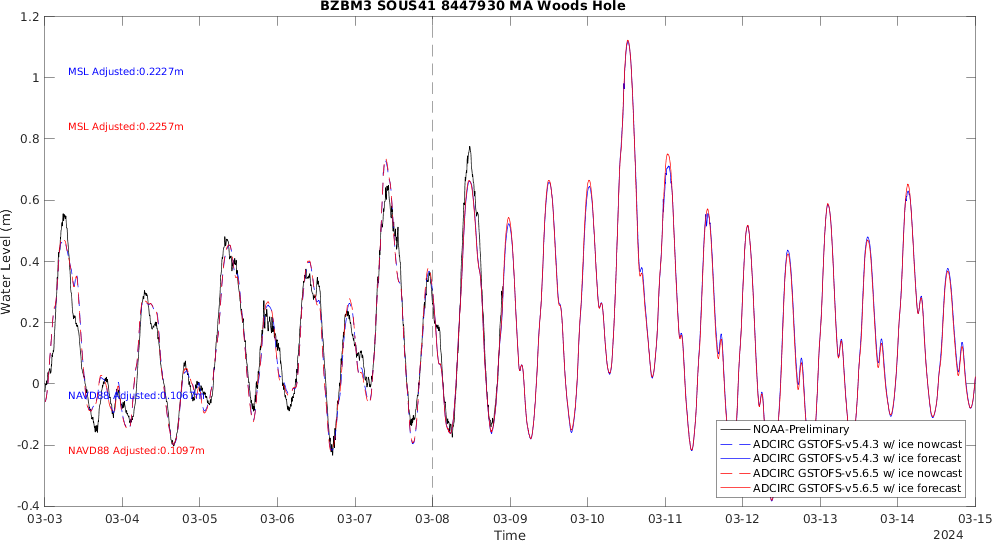 BZBM3 SOUS41 8447930 MA Woods Hole
1.2
1
0.8
0.6
0.4
0.2
0
-0.2
-0.4
Water Level (m)
MSL Adjusted:0.2227m
MSL Adjusted:0.2257m
NAVD88 Adjusted:0.1067m
NAVD88 Adjusted:0.1097m
NOAA-Preliminary
ADCIRC GSTOFS-v5.4.3 w/ ice nowcast
ADCIRC GSTOFS-v5.4.3 w/ ice forecast
ADCIRC GSTOFS-v5.6.5 w/ ice nowcast
ADCIRC GSTOFS-v5.6.5 w/ ice forecast
03-03 03-04 03-05 03-06 03-07 03-08 03-09 03-10 03-11 03-12 03-13 03-14 03-15
Time
2024